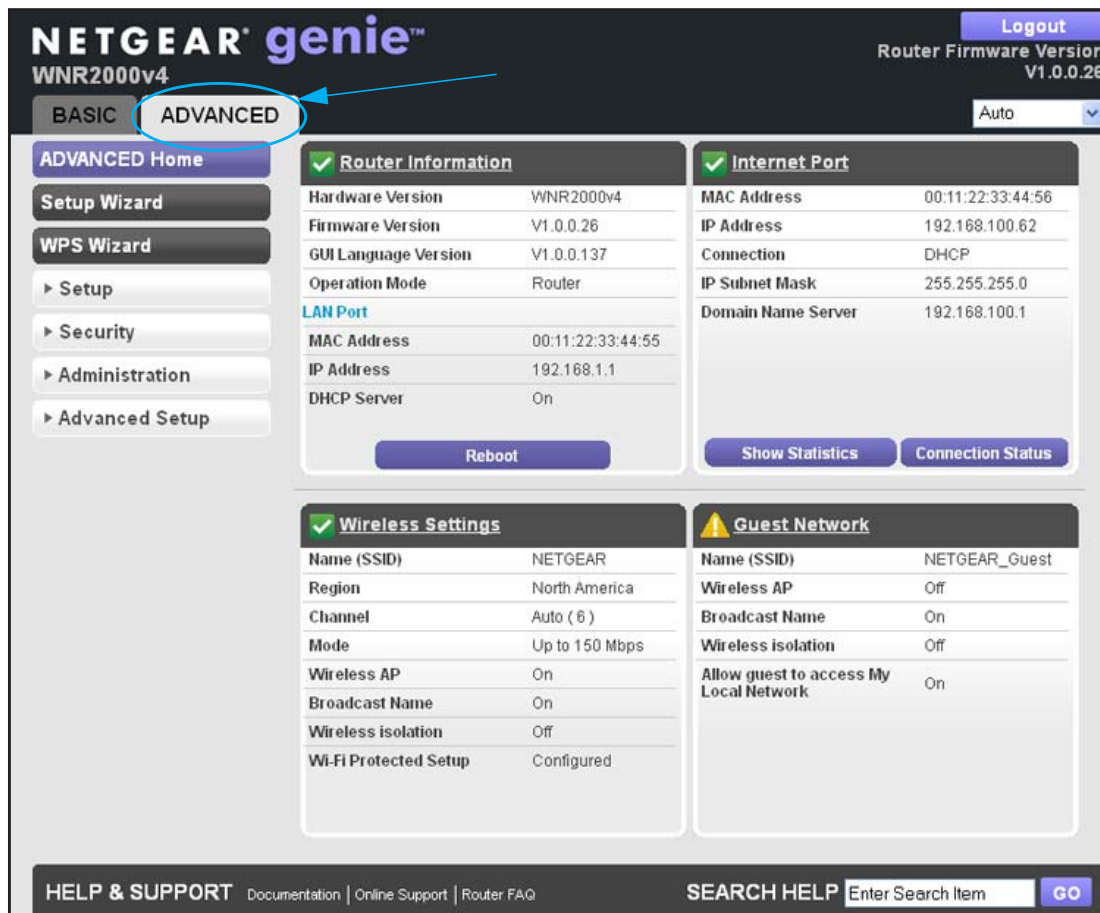 NETGEAR® genie™
WNR2000v4
Logout
Router Firmware Version
V1.0.0.26
BASIC
ADVANCED
Auto
ADVANCED Home
Setup Wizard
WPS Wizard
Setup
Security
Administration
Advanced Setup
Router Information
Hardware Version WNR2000v4
Firmware Version V1.0.0.26
GUI Language Version V1.0.0.137
Operation Mode Router
LAN Port
MAC Address 00:11:22:33:44:55
IP Address 192.168.1.1
DHCP Server On
Reboot
Internet Port
MAC Address 00:11:22:33:44:56
IP Address 192.168.100.62
Connection DHCP
IP Subnet Mask 255.255.255.0
Domain Name Server 192.168.100.1
Show Statistics
Connection Status
Wireless Settings
Name (SSID) NETGEAR
Region North America
Channel Auto ( 6 )
Mode Up to 150 Mbps
Wireless AP On
Broadcast Name On
Wireless isolation Off
Wi-Fi Protected Setup Configured
Guest Network
Name (SSID) NETGEAR_Guest
Wireless AP Off
Broadcast Name On
Wireless isolation Off
Allow guest to access My
Local Network On
HELP & SUPPORT Documentation | Online Support | Router FAQ
SEARCH HELP Enter Search Item GO